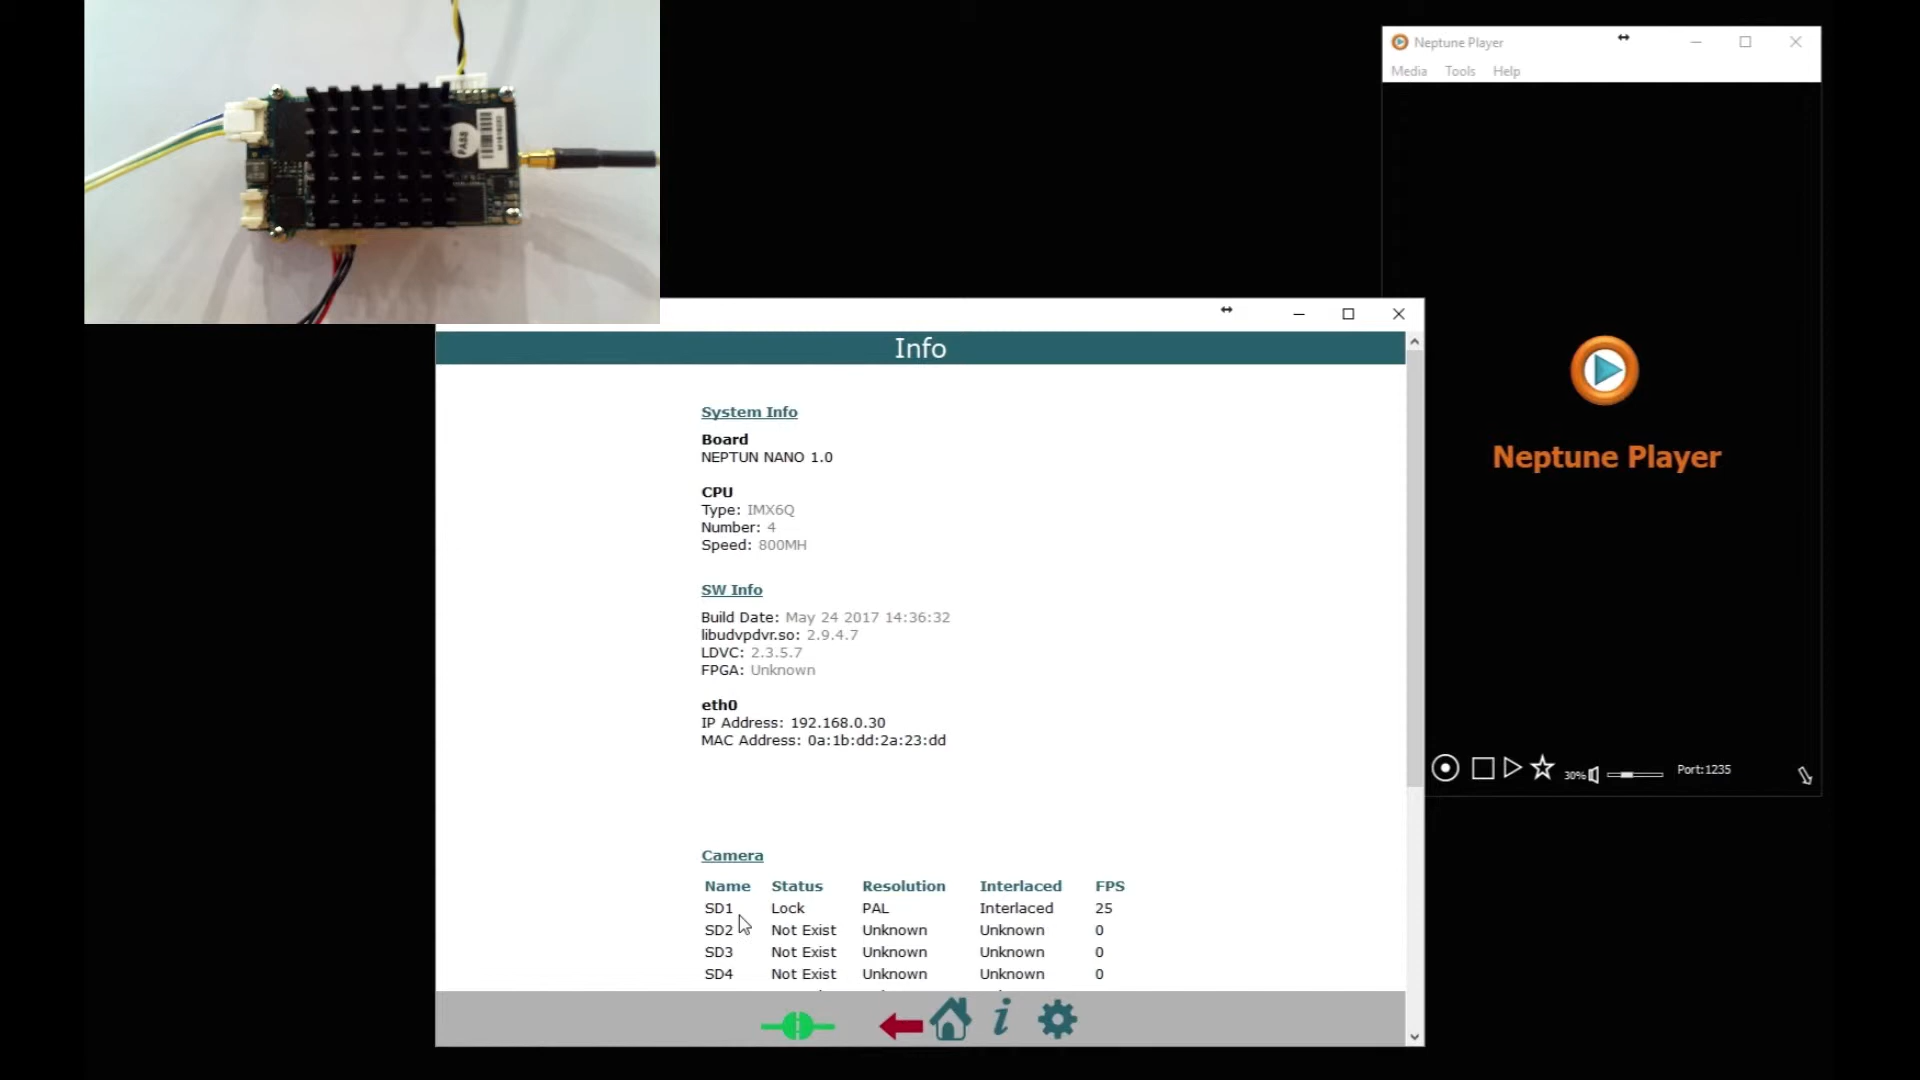 PASS
Neptune Player
Media Tools Help
Info
System Info
Board
NEPTUN NANO 1.0
CPU
Type: IMX6Q
Number: 4
Speed: 800MH
SW Info
Build Date: May 24 2017 14:36:32
libudvpdvr.so: 2.9.4.7
LDVC: 2.3.5.7
FPGA: Unknown
eth0
IP Address: 192.168.0.30
MAC Address: 0a:1b:dd:2a:23:dd
Camera
Name Status Resolution Interlaced FPS
SD1 Lock PAL Interlaced 25
SD2 Not Exist Unknown Unknown 0
SD3 Not Exist Unknown Unknown 0
SD4 Not Exist Unknown Unknown 0
i
Neptune Player
30% Port:1235